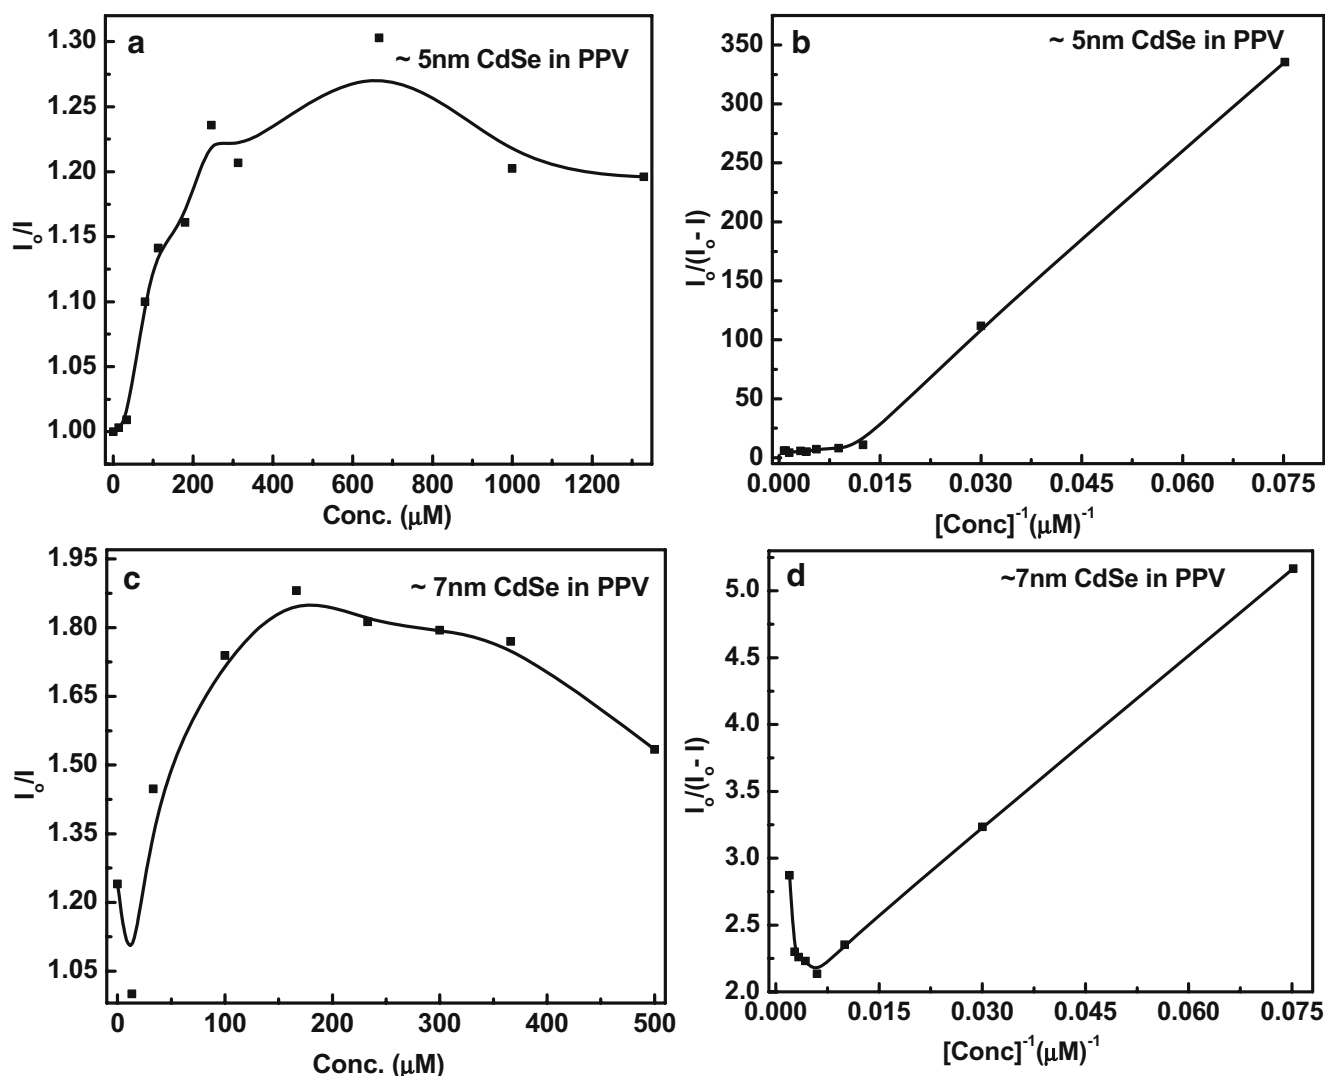 a
~ 5nm CdSe in PPV
1.30
1.25
1.20
1.15
1.10
1.05
1.00
Io/I
0 200 400 600 800 1000 1200
Conc. (μM)
b
~ 5nm CdSe in PPV
350
300
250
200
150
100
50
0
Io/(Io- I)
0.000 0.015 0.030 0.045 0.060 0.075
[Conc]-1(μM)-1
c
~ 7nm CdSe in PPV
1.95
1.80
1.65
1.50
1.35
1.20
1.05
Io/I
0 100 200 300 400 500
Conc. (μM)
d
~7nm CdSe in PPV
5.0
4.5
4.0
3.5
3.0
2.5
2.0
Io/(Io- I)
0.000 0.015 0.030 0.045 0.060 0.075
[Conc]-1(μM)-1